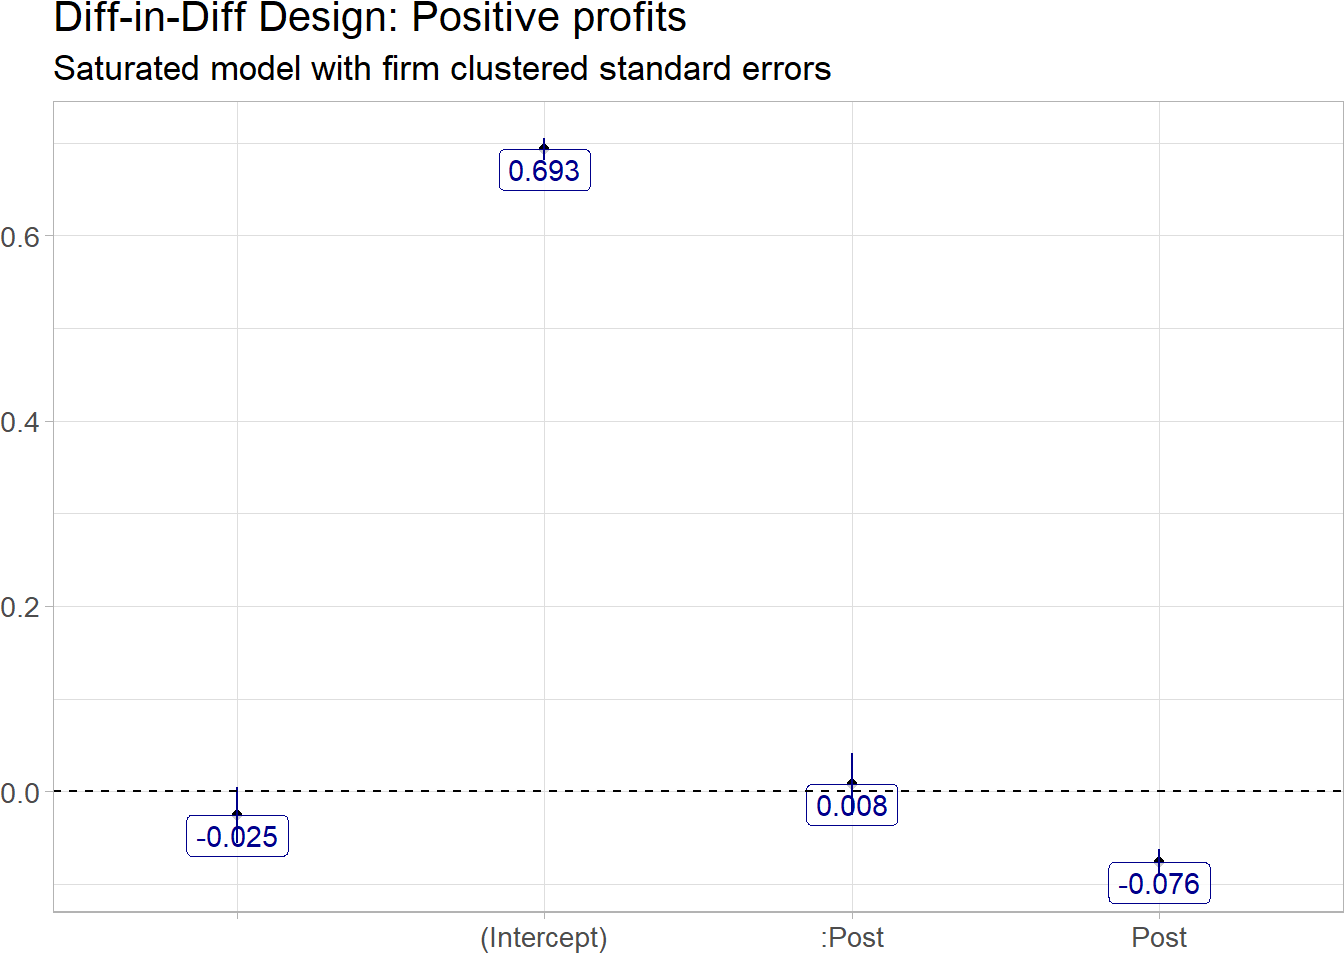 Diff-in-Diff Design: Positive profits
Saturated model with firm clustered standard errors
0.693
0.6
0.4
0.2
0.0
0.008
-0.025
-0.076
(Intercept) :Post Post